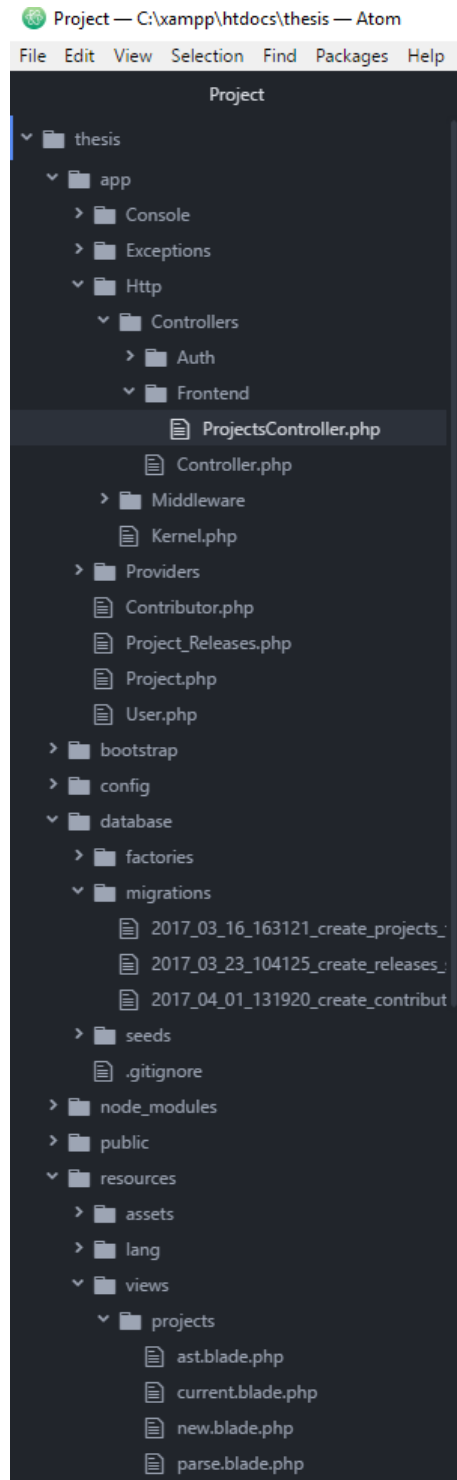 Project — C:\xampp\htdocs\thesis — Atom
File Edit View Selection Find Packages Help
Project
thesis
app
Console
Exceptions
Http
Controllers
Auth
Frontend
ProjectsController.php
Controller.php
Middleware
Kernel.php
Providers
Contributor.php
Project_Releases.php
Project.php
User.php
bootstrap
config
database
factories
migrations
2017_03_16_163121_create_projects_
2017_03_23_104125_create_releases_
2017_04_01_131920_create_contribut
seeds
.gitignore
node_modules
public
resources
assets
lang
views
projects
ast.blade.php
current.blade.php
new.blade.php
parse.blade.php